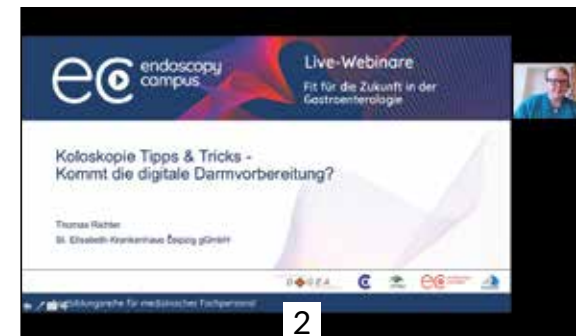 endoscopy
campus
Live-Webinare
Fit für die Zukunft in der
Gastroenterologie
Koloskopie Tipps & Tricks -
Kommt die digitale Darmvorbereitung?
Thomas Richter
St. Elisabeth-Krankenhaus Leipzig gGmbH
bildungsreihe für medizinisches Fachpersonal
2